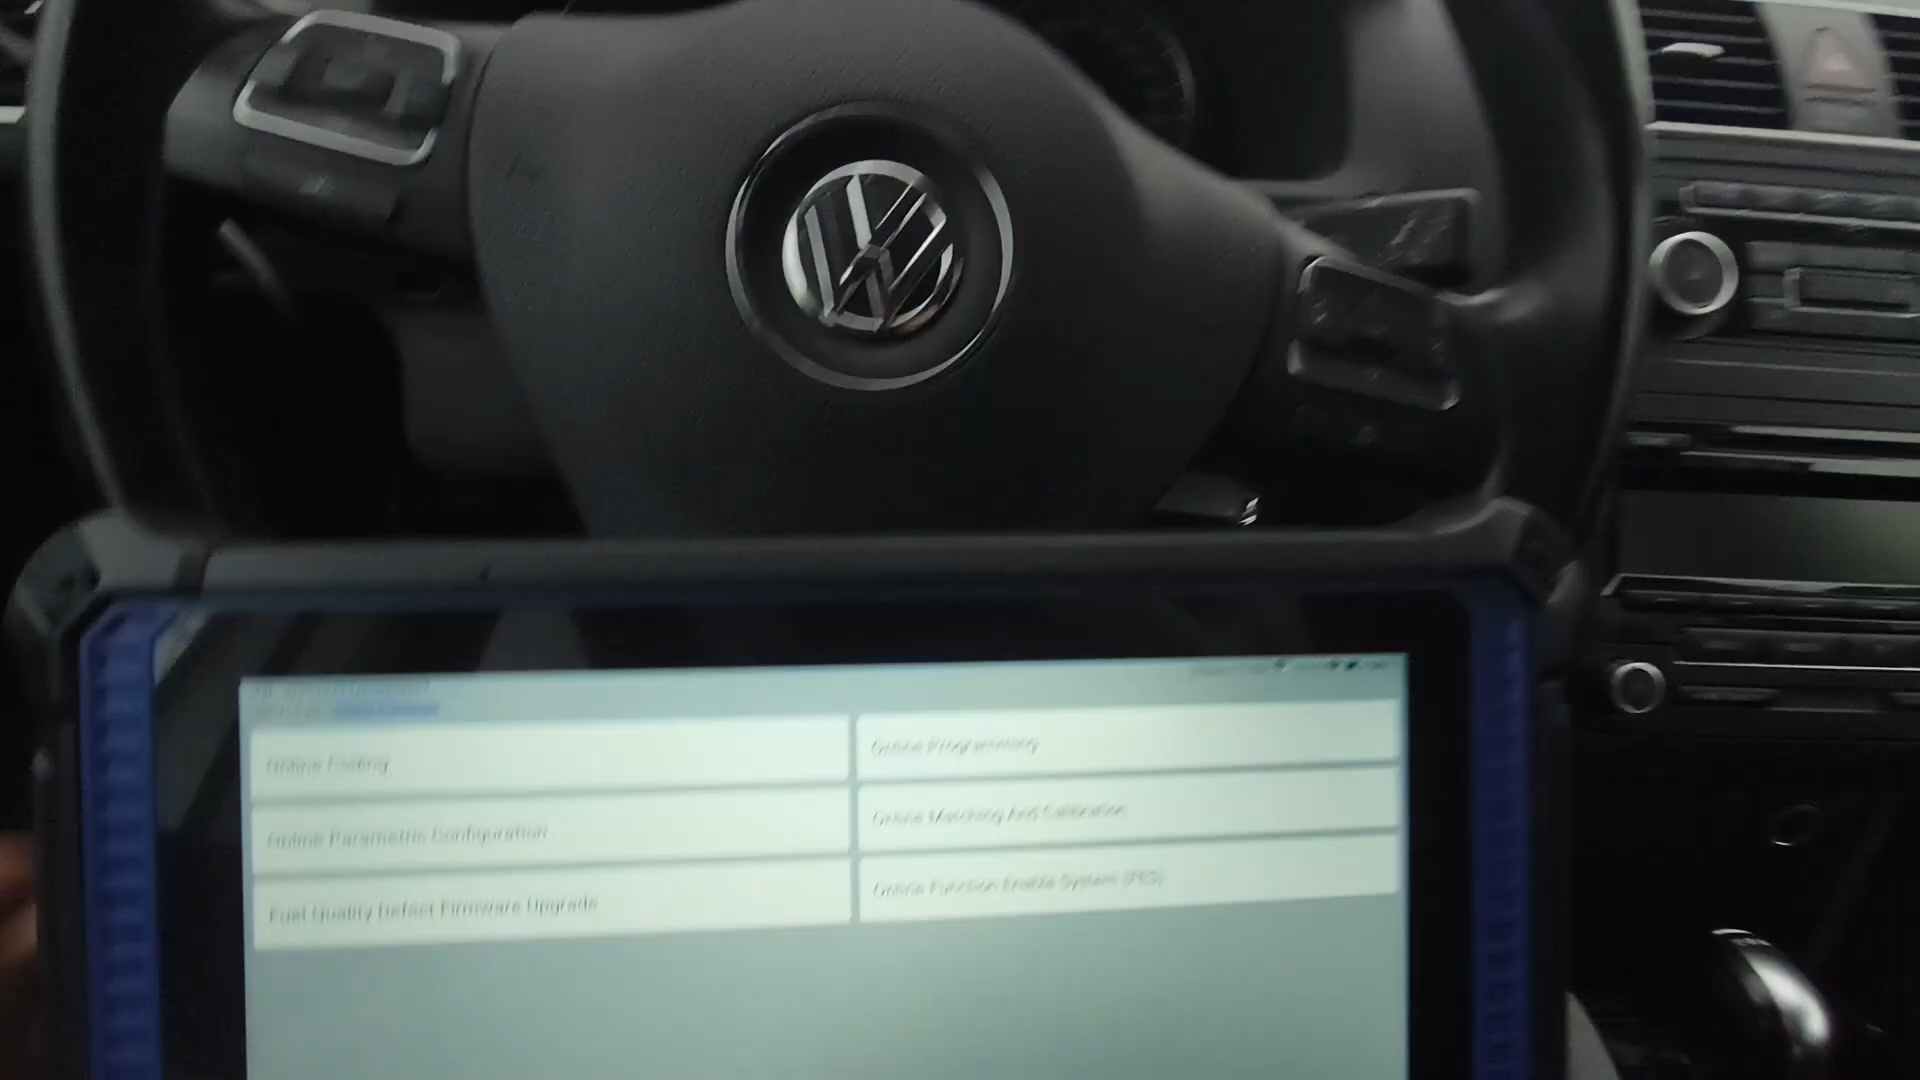 Online Coding
Online Programming
Online Parametric Configuration
Online Matching And Calibration
Fuel Quality Defect Firmware Upgrade
Online Function Enable System (FES)